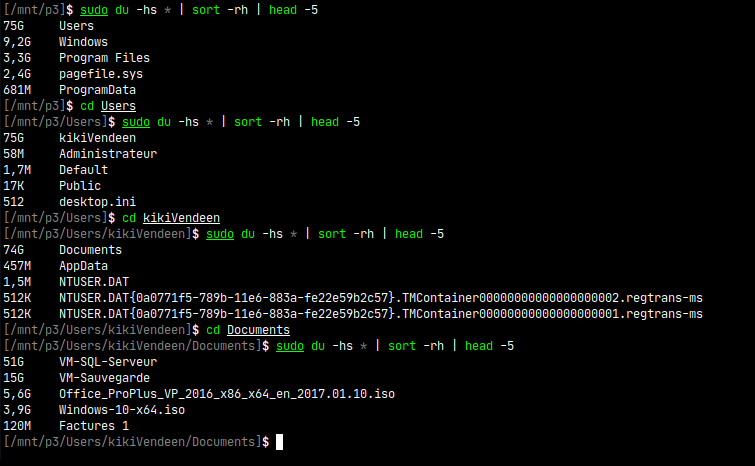 [/mnt/p3]$ sudo du -hs * | sort -rh | head -5
75G     Users
9,2G    Windows
3,3G    Program Files
2,4G    pagefile.sys
681M    ProgramData
[/mnt/p3]$ cd Users
[/mnt/p3/Users]$ sudo du -hs * | sort -rh | head -5
75G     kikiVendeen
58M     Administrateur
1,7M    Default
17K     Public
512     desktop.ini
[/mnt/p3/Users]$ cd kikiVendeen
[/mnt/p3/Users/kikiVendeen]$ sudo du -hs * | sort -rh | head -5
74G     Documents
457M    AppData
1,5M    NTUSER.DAT
512K    NTUSER.DAT{0a0771f5-789b-11e6-883a-fe22e59b2c57}.TMContainer00000000000000000002.regtrans-ms
512K    NTUSER.DAT{0a0771f5-789b-11e6-883a-fe22e59b2c57}.TMContainer00000000000000000001.regtrans-ms
[/mnt/p3/Users/kikiVendeen]$ cd Documents
[/mnt/p3/Users/kikiVendeen/Documents]$ sudo du -hs * | sort -rh | head -5
51G     VM-SQL-Serveur
15G     VM-Sauvegarde
5,6G    Office_ProPlus_VP_2016_x86_x64_en_2017.01.10.iso
3,9G    Windows-10-x64.iso
120M    Factures 1
[/mnt/p3/Users/kikiVendeen/Documents]$